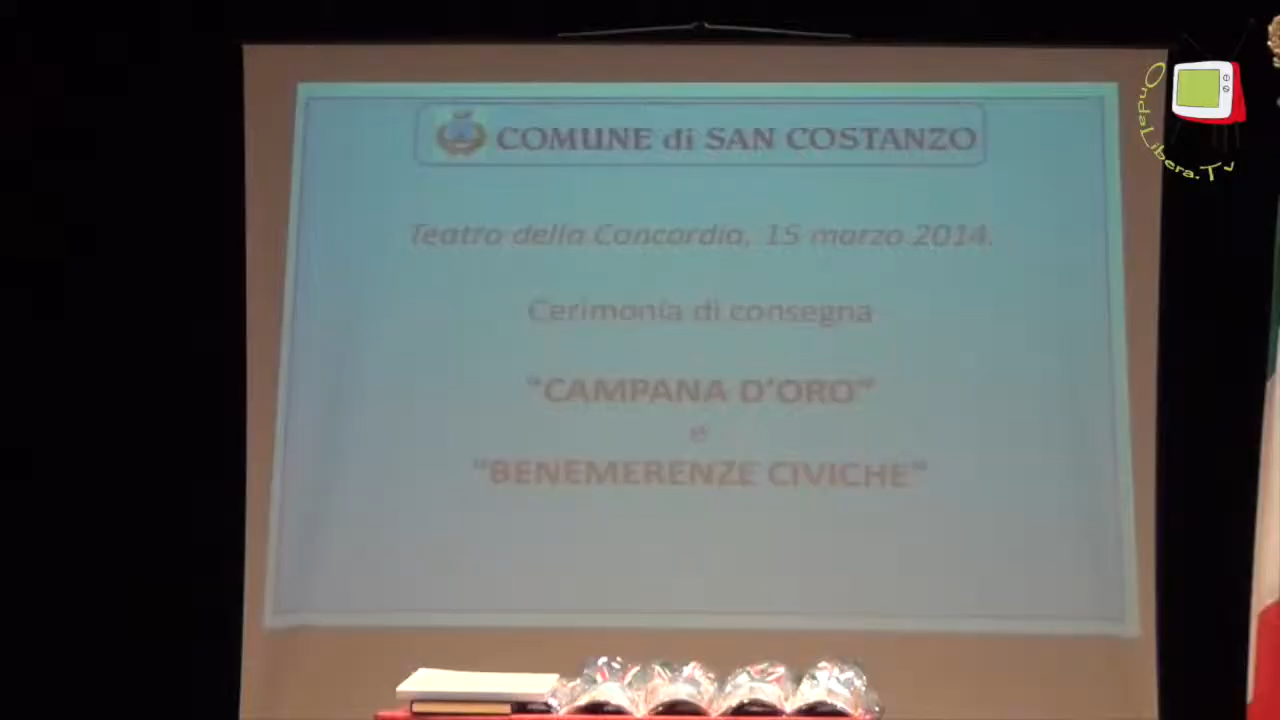 COMUNE di SAN COSTANZO
Teatro della Concordia, 15 marzo 2014.
Cerimonia di consegna
"CAMPANA D'ORO"
e
"BENEMERENZE CIVICHE"
OndaLibera.Tv